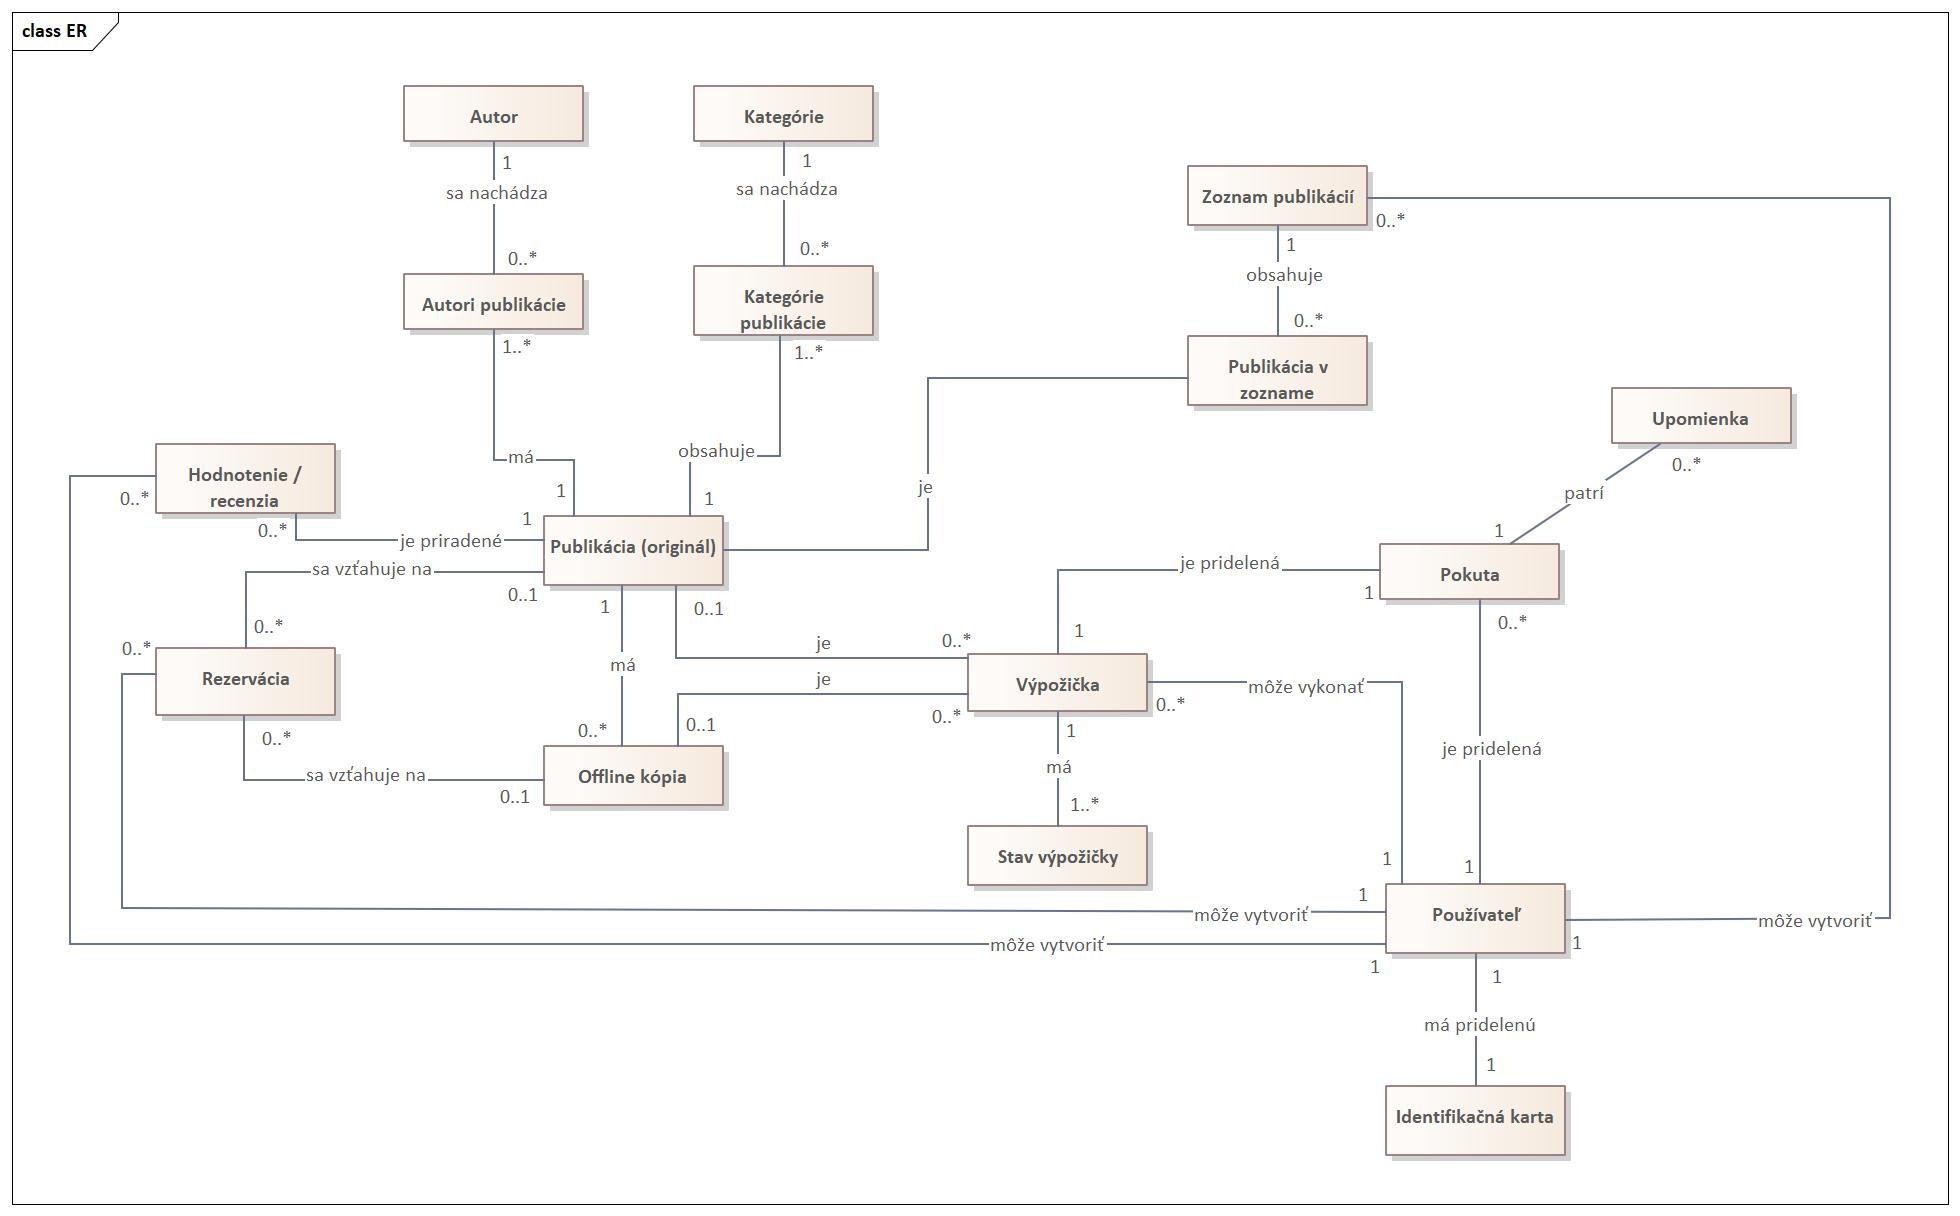 class ER
Autor
Kategórie
1
1
sa nachádza
sa nachádza
Zoznam publikácií
0..*
1
0..*
0..*
obsahuje
Autori publikácie
Kategórie
publikácie
0..*
1..*
1..*
Publikácia v
zozname
Upomienka
má
obsahuje
0..*
Hodnotenie /
recenzia
0..*
1
1
je
patrí
0..*
1
1
je priradené
Publikácia (originál)
sa vzťahuje na
je pridelená
Pokuta
0..1
1
0..1
1
0..*
0..*
1
0..*
0..*
je
má
Rezervácia
je
Výpožička
môže vykonať
0..*
0..*
0..1
0..*
0..*
1
je pridelená
má
sa vzťahuje na
Offline kópia
0..1
1..*
Stav výpožičky
1
1
1
môže vytvoriť
Používateľ
môže vytvoriť
môže vytvoriť
1
1
1
má pridelenú
1
Identifikačná karta